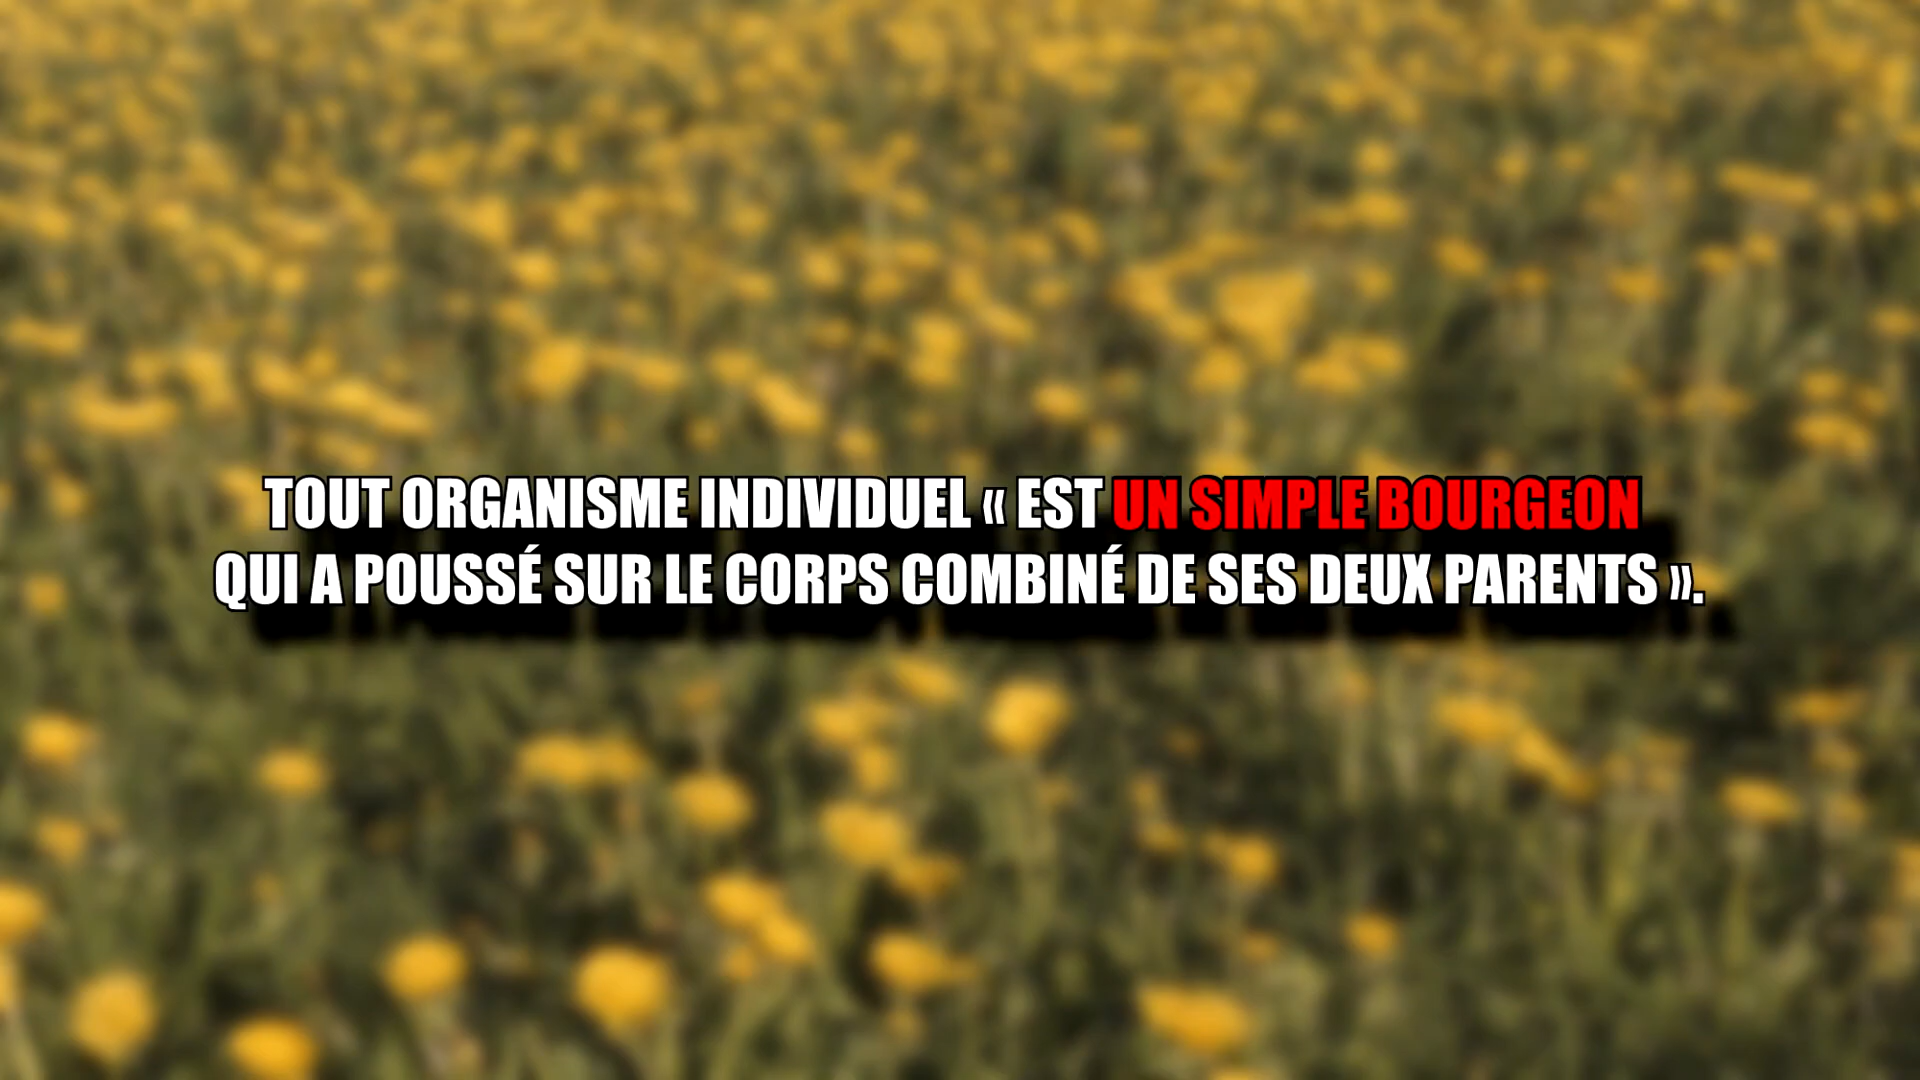 TOUT ORGANISME INDIVIDUEL « EST UN SIMPLE BOURGEON
QUI A POUSSÉ SUR LE CORPS COMBINÉ DE SES DEUX PARENTS ».